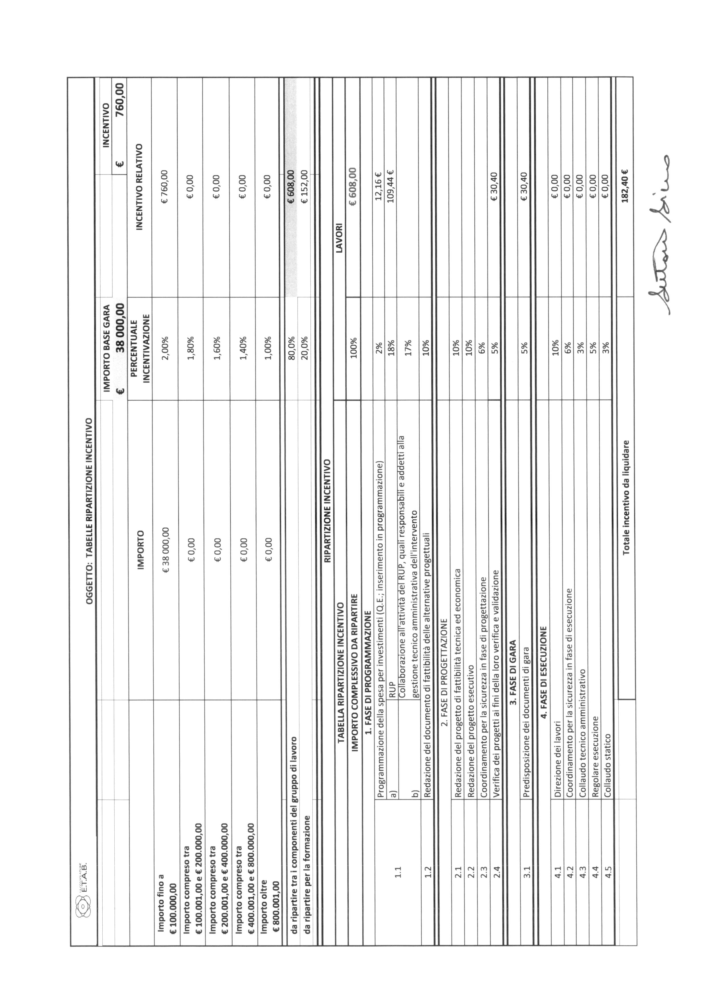 LA CONSOLAZIONE
E.T.A.B.
OGGETTO: TABELLE RIPARTIZIONE INCENTIVO
IMPORTO BASE GARA INCENTIVO
€ 38 000,00 € 760,00
IMPORTO PERCENTUALE INCENTIVAZIONE INCENTIVO RELATIVO
Importo fino a
€ 100.000,00 € 38 000,00 2,00% € 760,00
Importo compreso tra
€ 100.001,00 e € 200.000,00 € 0,00 1,80% € 0,00
Importo compreso tra
€ 200.001,00 e € 400.000,00 € 0,00 1,60% € 0,00
Importo compreso tra
€ 400.001,00 e € 800.000,00 € 0,00 1,40% € 0,00
Importo oltre
€ 800.001,00 € 0,00 1,00% € 0,00
da ripartire tra i componenti del gruppo di lavoro 80,0% € 608,00
da ripartire per la formazione 20,0% € 152,00
RIPARTIZIONE INCENTIVO
TABELLA RIPARTIZIONE INCENTIVO LAVORI
IMPORTO COMPLESSIVO DA RIPARTIRE 100% € 608,00
1. FASE DI PROGRAMMAZIONE
Programmazione della spesa per investimenti (Q.E.; inserimento in programmazione) 2% 12,16 €
1.1 a) RUP 18% 109,44 €
b) Collaborazione all'attività del RUP, quali responsabili e addetti alla
gestione tecnico amministrativa dell'intervento 17%
1.2 Redazione del documento di fattibilità delle alternative progettuali 10%
2. FASE DI PROGETTAZIONE
2.1 Redazione del progetto di fattibilità tecnica ed economica 10%
2.2 Redazione del progetto esecutivo 10%
2.3 Coordinamento per la sicurezza in fase di progettazione 6%
2.4 Verifica dei progetti ai fini della loro verifica e validazione 5% € 30,40
3. FASE DI GARA
3.1 Predisposizione dei documenti di gara 5% € 30,40
4. FASE DI ESECUZIONE
4.1 Direzione dei lavori 10% € 0,00
4.2 Coordinamento per la sicurezza in fase di esecuzione 6% € 0,00
4.3 Collaudo tecnico amministrativo 3% € 0,00
4.4 Regolare esecuzione 5% € 0,00
4.5 Collaudo statico 3% € 0,00
Totale incentivo da liquidare 182,40 €